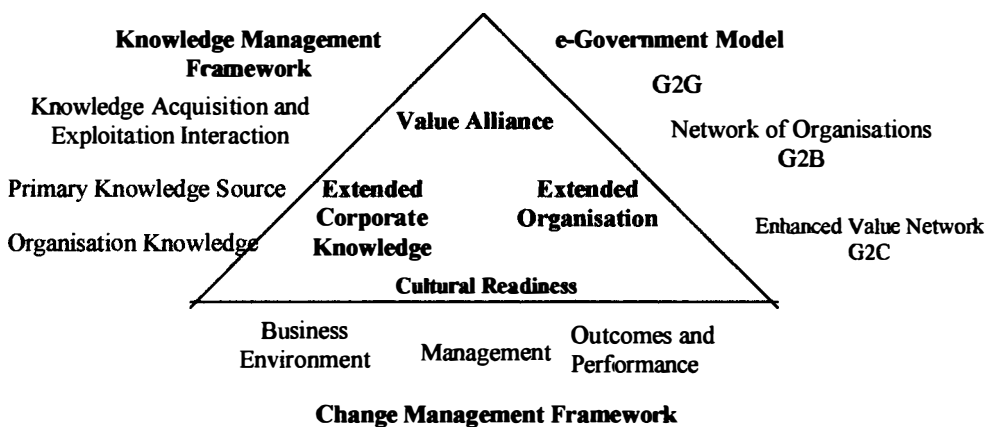 Knowledge Management
Framework
e-Government Model
G2G
Knowledge Acquisition and
Exploitation Interaction
Value Alliance
Network of Organisations
G2B
Primary Knowledge Source
Organisation Knowledge
Extended
Corporate
Knowledge
Extended
Organisation
Enhanced Value Network
G2C
Cultural Readiness
Business
Environment
Management
Outcomes and
Performance
Change Management Framework